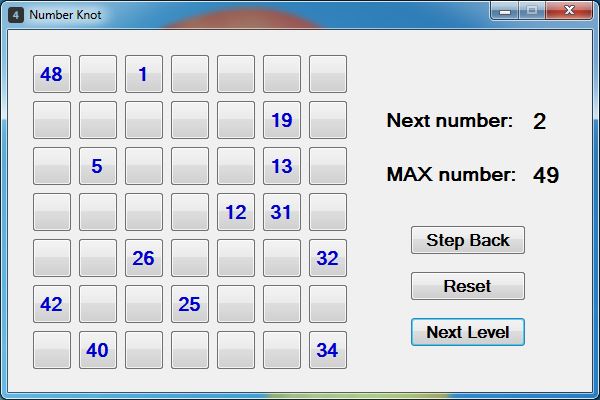 4 Number Knot
48 1
19
Next number: 2
5 13
MAX number: 49
12 31
Step Back
26 32
Reset
42 25
Next Level
40 34